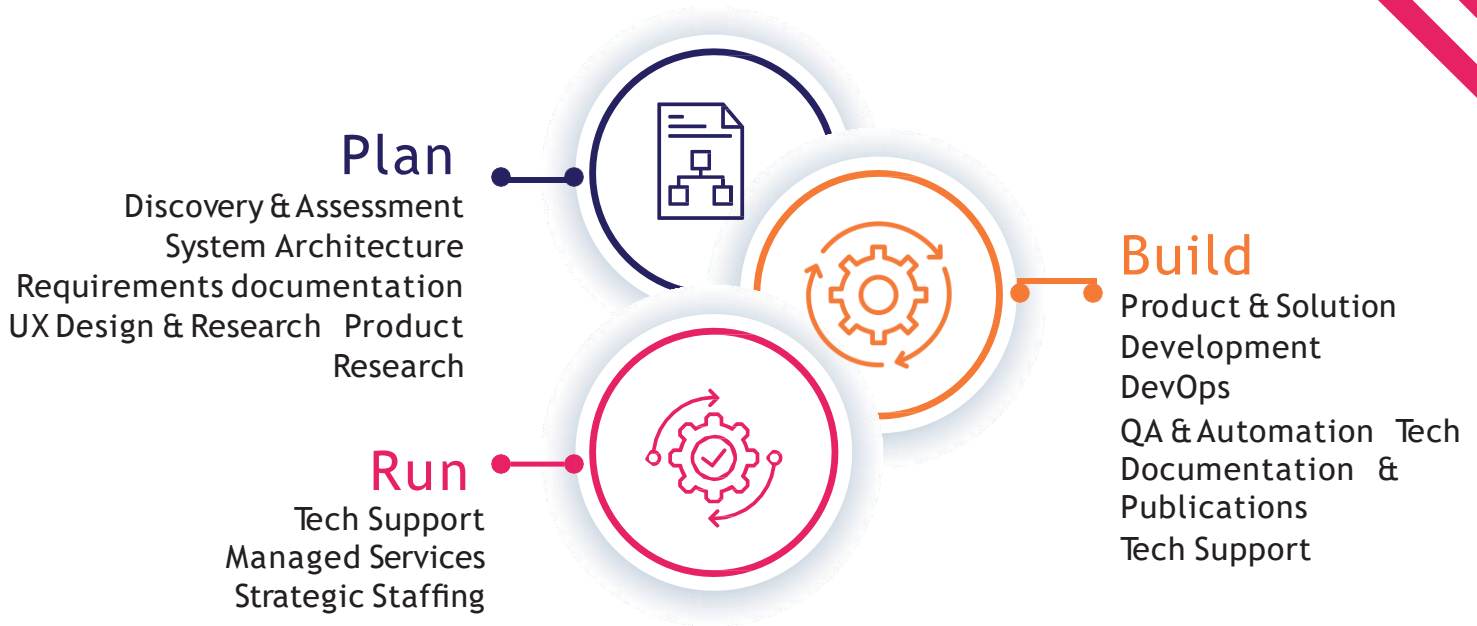 Plan
Discovery & Assessment
System Architecture
Requirements documentation
UX Design & Research Product
Research
Build
Product & Solution
Development
DevOps
QA & Automation Tech
Documentation &
Publications
Tech Support
Run
Tech Support
Managed Services
Strategic Staffing